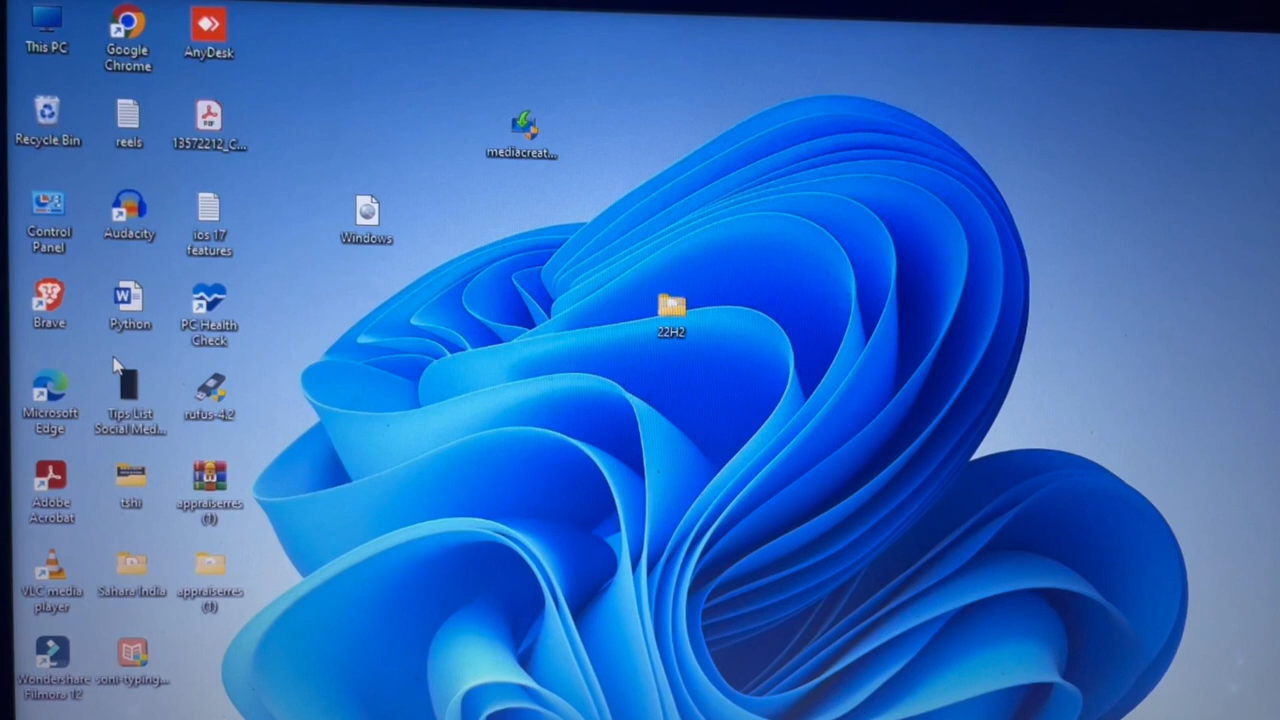 This PC
Google
Chrome
AnyDesk
Recycle Bin
reels
13572212_C...
mediacreat...
Control
Panel
Audacity
ios 17
features
Windows
Brave
Python
PC Health
Check
22H2
Microsoft
Edge
Tips List
Social Med...
rufus-4.2
Adobe
Acrobat
tshi
appraiserres
(1)
VLC media
player
Sahara India
appraiserres
(1)
Wondershare
Filmora 12
soni-typing...